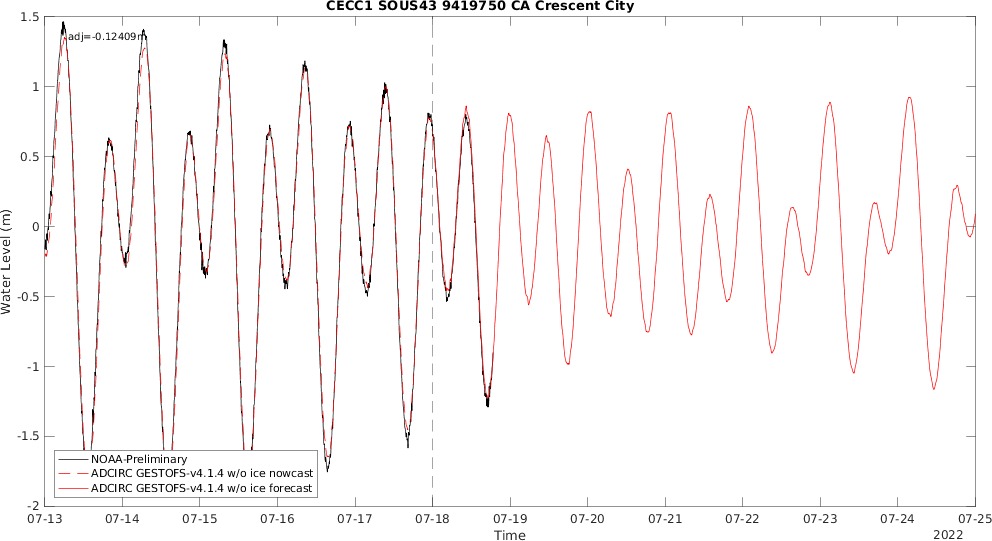 CECC1 SOUS43 9419750 CA Crescent City
adj=-0.12409m
Water Level (m)
1.5
1
0.5
0
-0.5
-1
-1.5
-2
NOAA-Preliminary
ADCIRC GESTOFS-v4.1.4 w/o ice nowcast
ADCIRC GESTOFS-v4.1.4 w/o ice forecast
07-13 07-14 07-15 07-16 07-17 07-18 07-19 07-20 07-21 07-22 07-23 07-24 07-25
Time
2022